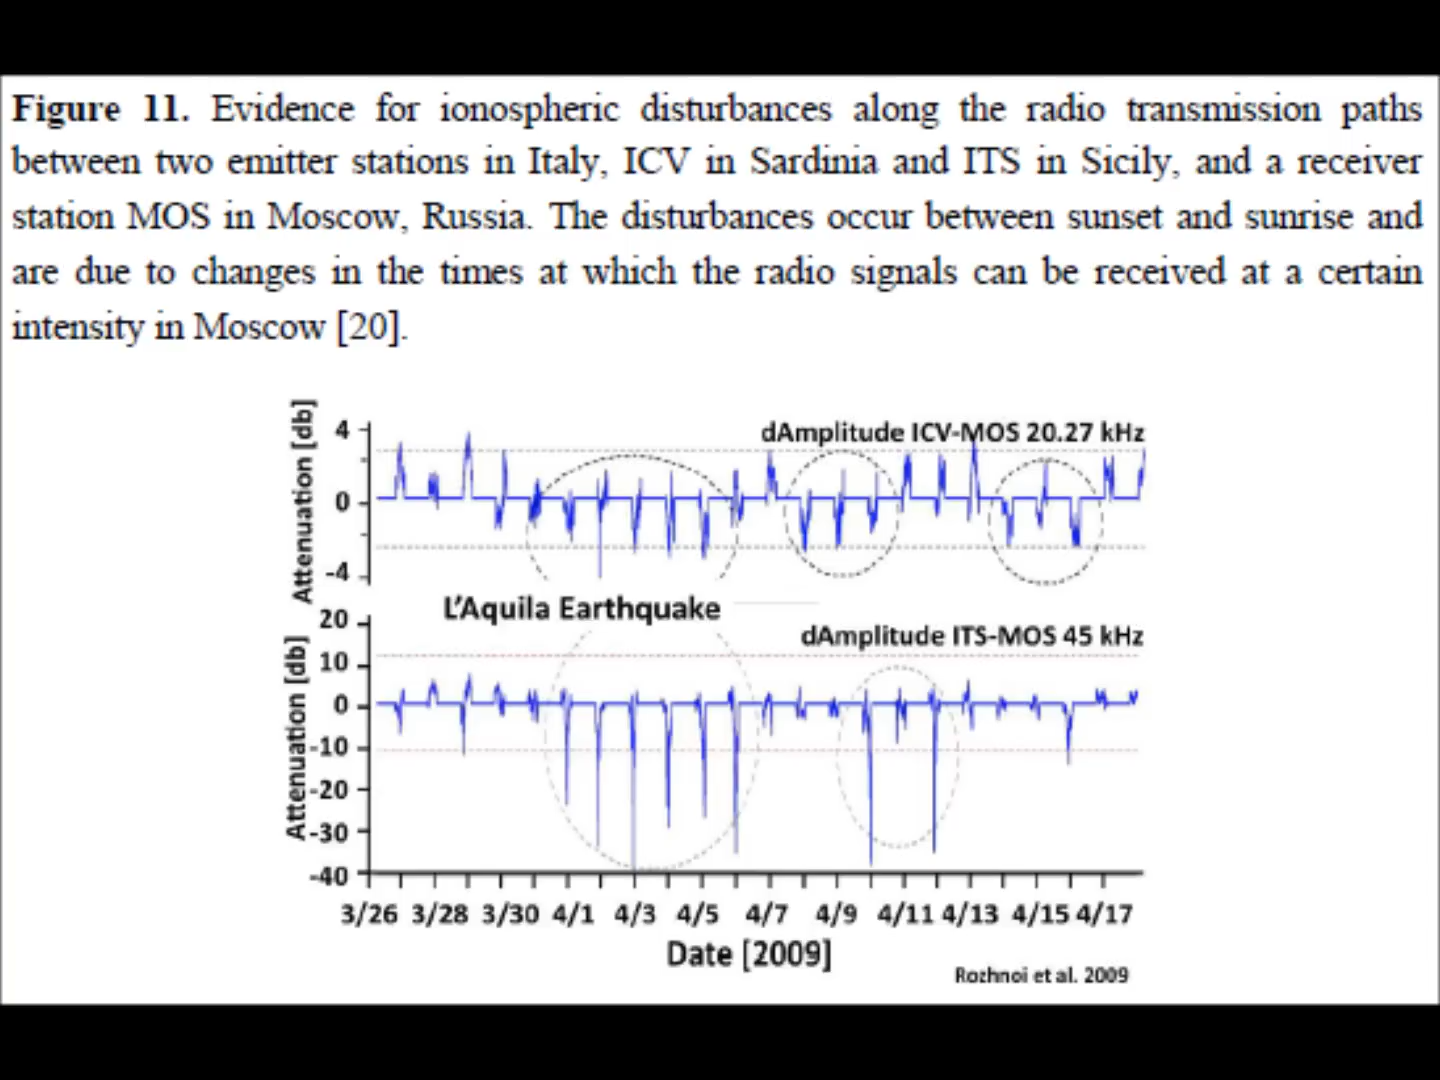 Figure 11. Evidence for ionospheric disturbances along the radio transmission paths
between two emitter stations in Italy, ICV in Sardinia and ITS in Sicily, and a receiver
station MOS in Moscow, Russia. The disturbances occur between sunset and sunrise and
are due to changes in the times at which the radio signals can be received at a certain
intensity in Moscow [20].
Attenuation [db]
4
0
-4
dAmplitude ICV-MOS 20.27 kHz
L'Aquila Earthquake
Attenuation [db]
20
10
0
-10
-20
-30
-40
dAmplitude ITS-MOS 45 kHz
3/26 3/28 3/30 4/1 4/3 4/5 4/7 4/9 4/11 4/13 4/15 4/17
Date [2009]
Rozhnoi et al. 2009